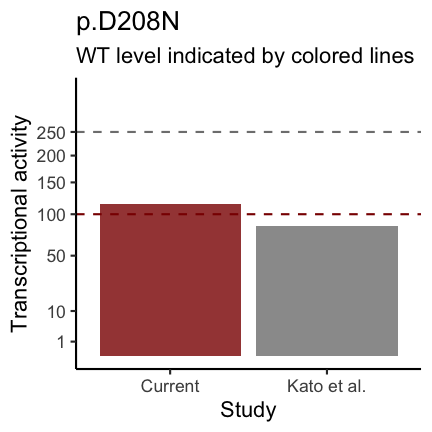 p.D208N
WT level indicated by colored lines
Transcriptional activity
250
200
150
100
50
10
1
Current
Kato et al.
Study